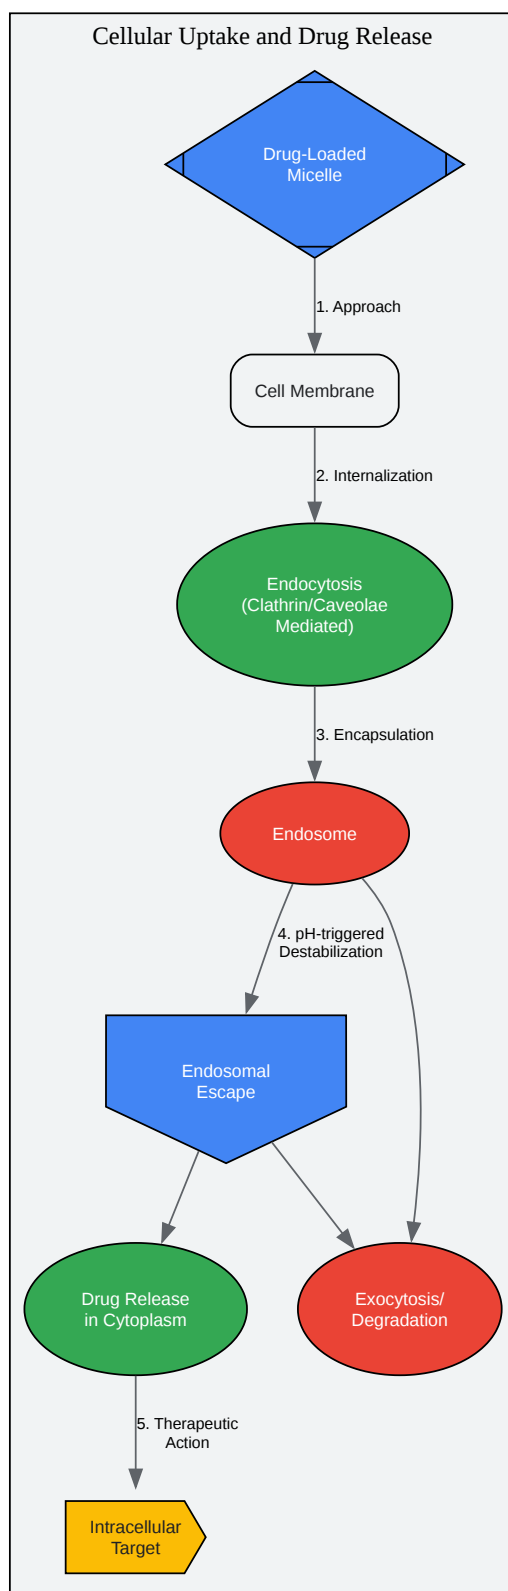 Cellular Uptake and Drug Release
Drug-Loaded
Micelle
1. Approach
Cell Membrane
2. Internalization
Endocytosis
(Clathrin/Caveolae
Mediated)
3. Encapsulation
Endosome
4. pH-triggered
Destabilization
Endosomal
Escape
Drug Release
in Cytoplasm
Exocytosis/
Degradation
5. Therapeutic
Action
Intracellular
Target